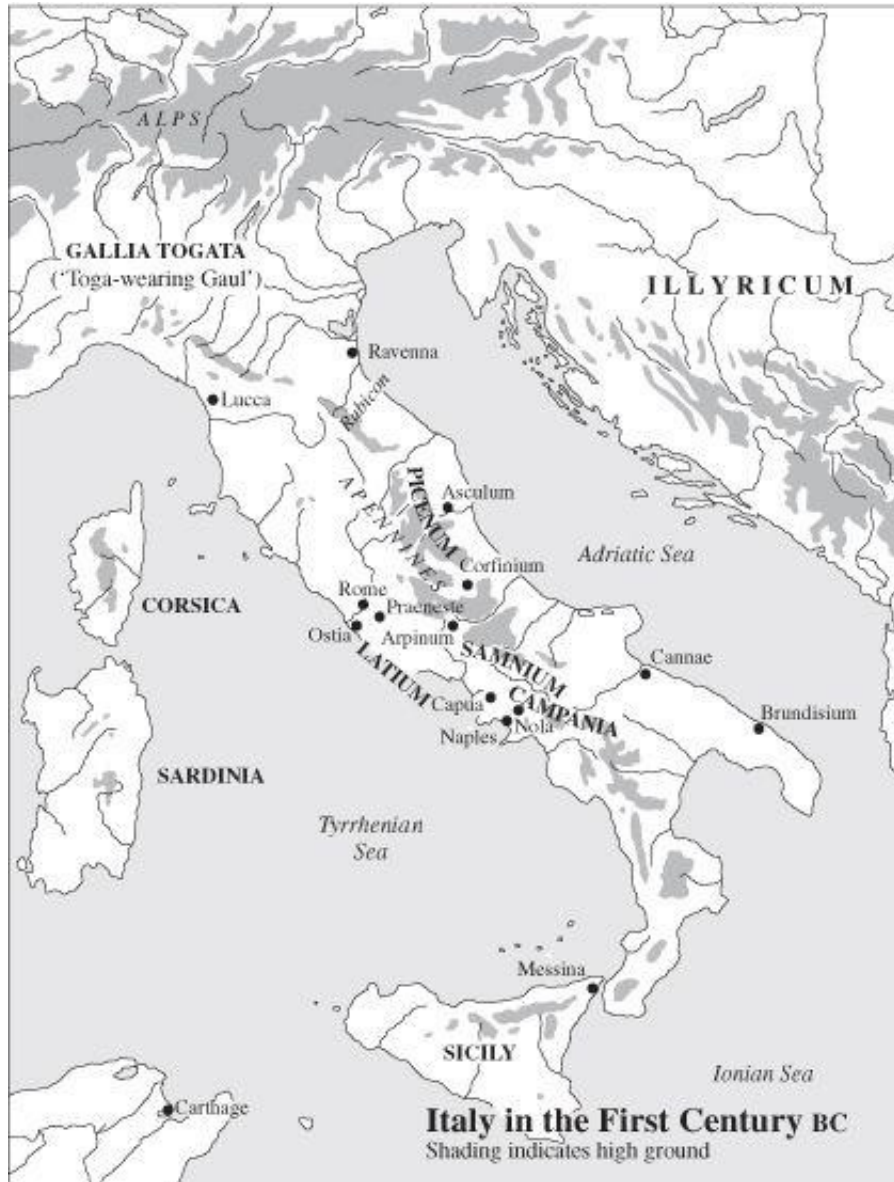 ALPS
GALLIA TOGATA
('Toga-wearing Gaul')
ILLYRICUM
Ravenna
Rubicon
Lucca
PICENUM
APENNINES
Asculum
Adriatic Sea
Corfinium
CORSICA
Rome
Praeneste
Ostia
Arpinum
LATIUM
SAMNIUM
Cannae
Capua
CAMPANIA
Nola
Naples
Brundisium
SARDINIA
Tyrrhenian
Sea
Messina
SICILY
Ionian Sea
Carthage
Italy in the First Century BC
Shading indicates high ground